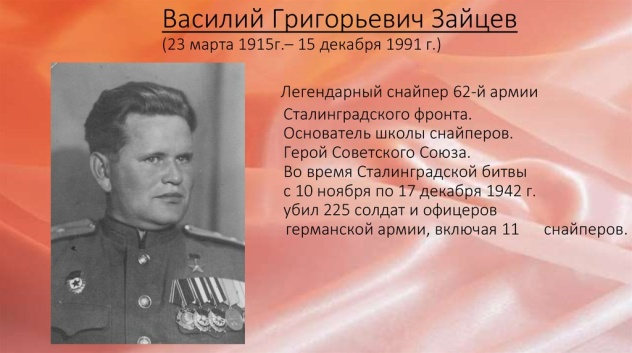 Василий Григорьевич Зайцев
(23 марта 1915г.– 15 декабря 1991 г.)
Легендарный снайпер 62-й армии
Сталинградского фронта.
Основатель школы снайперов.
Герой Советского Союза.
Во время Сталинградской битвы
с 10 ноября по 17 декабря 1942 г.
убил 225 солдат и офицеров
германской армии, включая 11 снайперов.